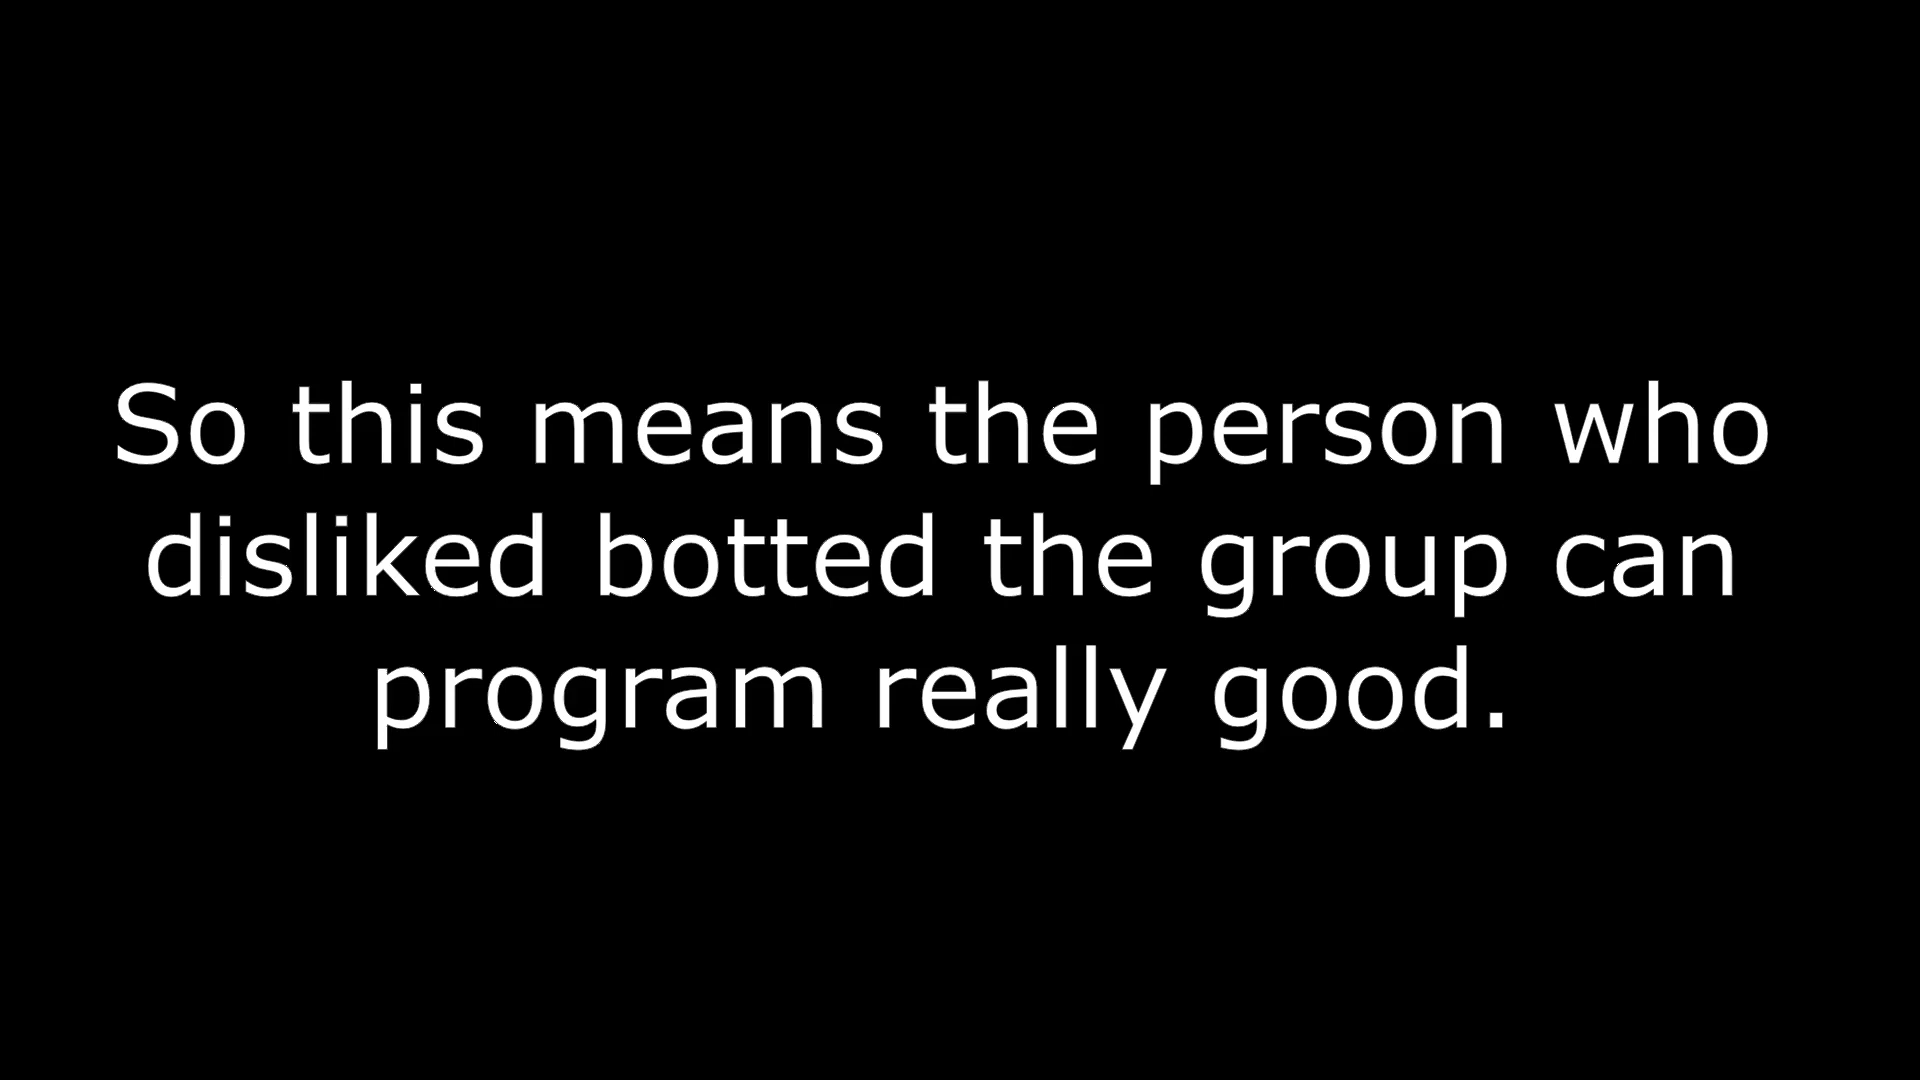 So this means the person who
disliked botted the group can
program really good.